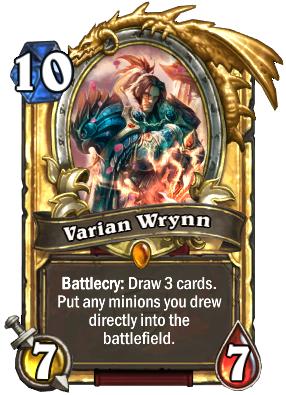 10
Varian Wrynn
Battlecry: Draw 3 cards.
Put any minions you drew
directly into the
battlefield.
7
7